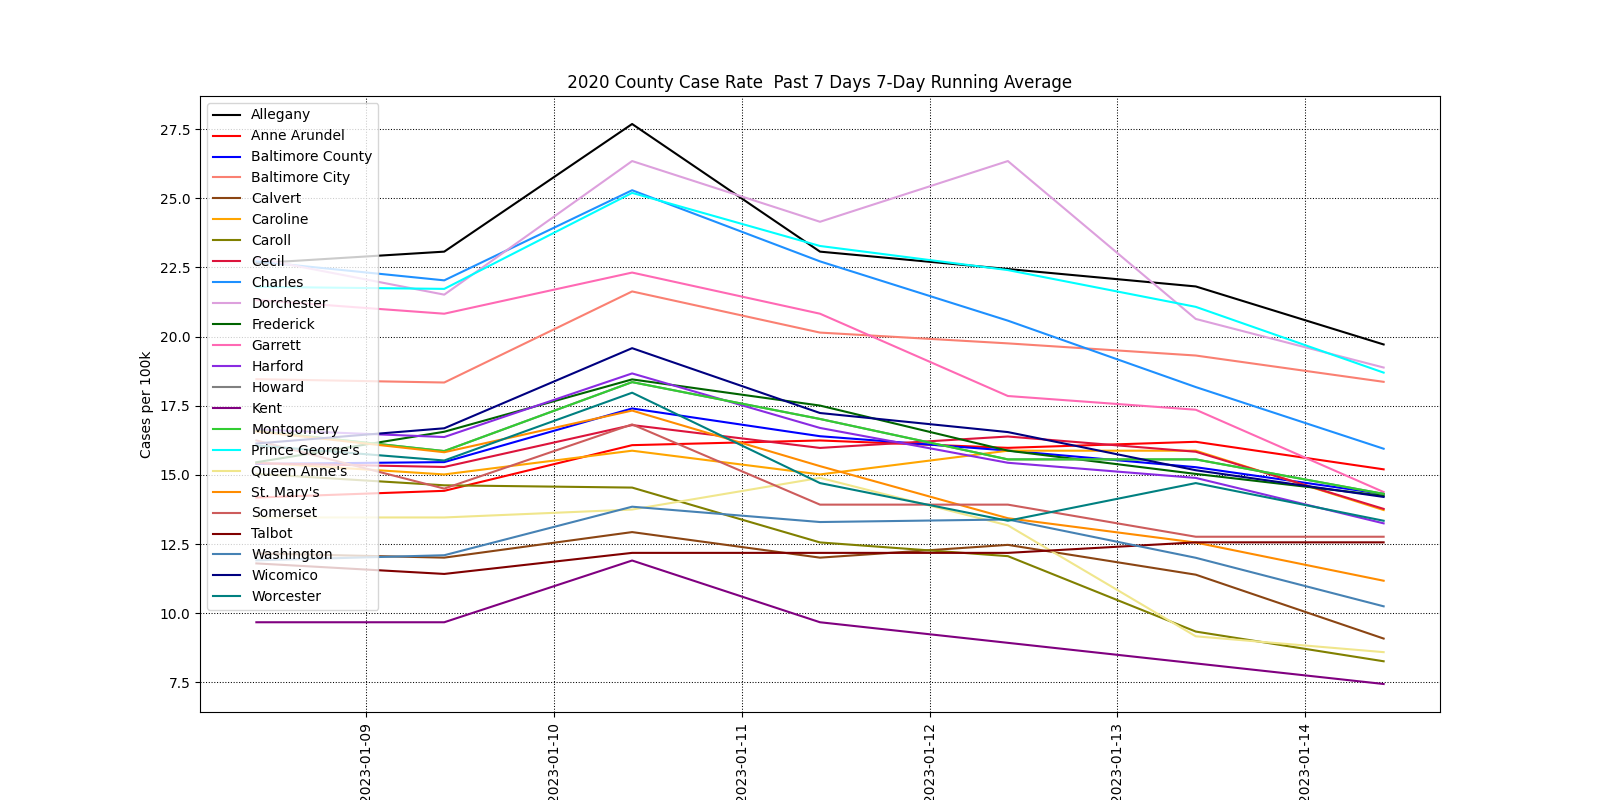 2020 County Case Rate  Past 7 Days 7-Day Running Average
Cases per 100k
27.5
25.0
22.5
20.0
17.5
15.0
12.5
10.0
7.5
Allegany
Anne Arundel
Baltimore County
Baltimore City
Calvert
Caroline
Caroll
Cecil
Charles
Dorchester
Frederick
Garrett
Harford
Howard
Kent
Montgomery
Prince George's
Queen Anne's
St. Mary's
Somerset
Talbot
Washington
Wicomico
Worcester
2023-01-09
2023-01-10
2023-01-11
2023-01-12
2023-01-13
2023-01-14